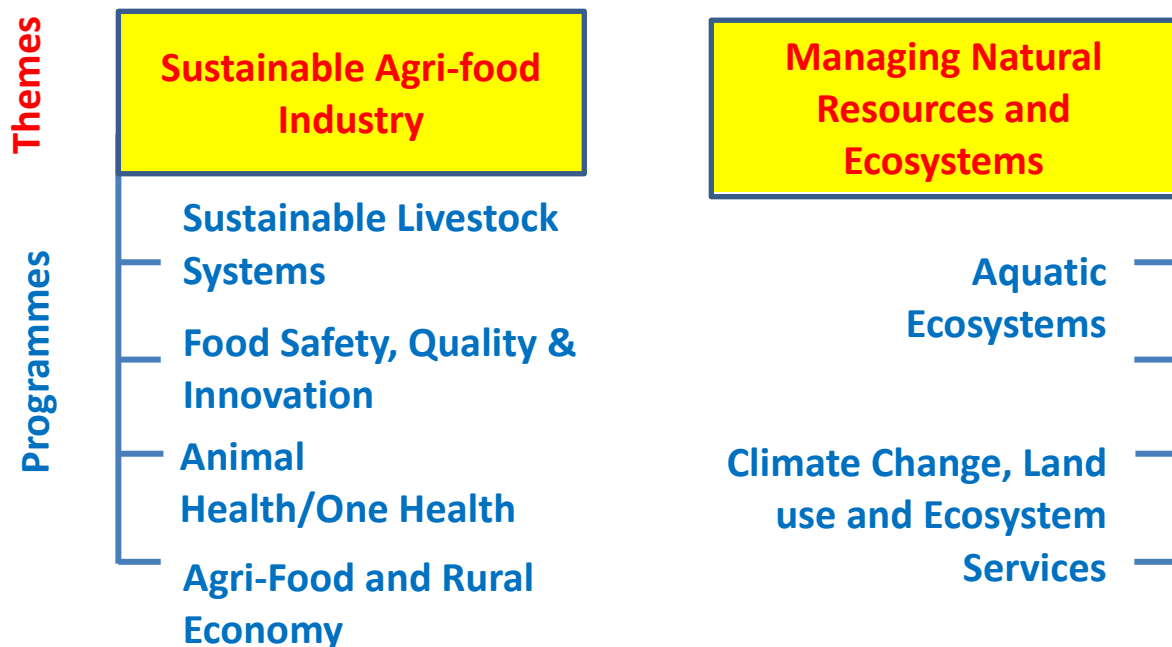 Themes
Sustainable Agri-food
Industry
Managing Natural
Resources and
Ecosystems
Programmes
Sustainable Livestock
Systems
Food Safety, Quality &
Innovation
Animal
Health/One Health
Agri-Food and Rural
Economy
Aquatic
Ecosystems
Climate Change, Land
use and Ecosystem
Services